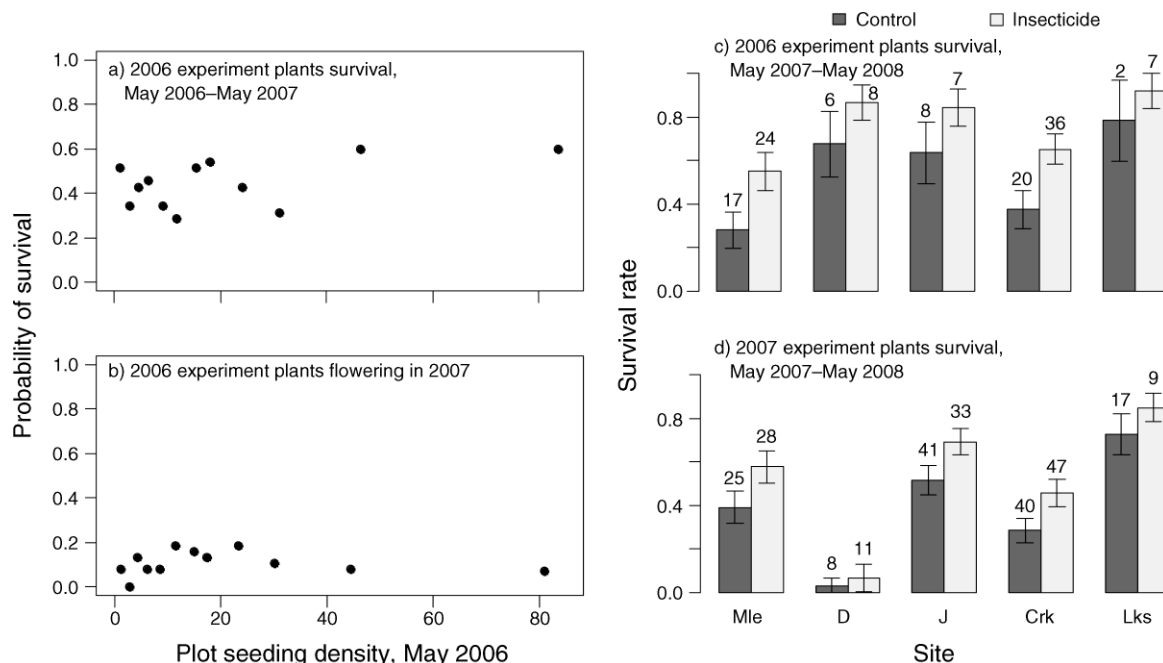 Control Insecticide
a) 2006 experiment plants survival,
May 2006–May 2007
1.0
0.8
0.6
0.4
0.2
0.0
b) 2006 experiment plants flowering in 2007
1.0
0.8
0.6
0.4
0.2
0.0
0 20 40 60 80
Probability of survival
Plot seeding density, May 2006
c) 2006 experiment plants survival,
May 2007–May 2008
0.8
0.4
0.0
17 24 6 8 8 7 20 36 2 7
d) 2007 experiment plants survival,
May 2007–May 2008
0.8
0.4
0.0
25 28 8 11 41 33 40 47 17 9
Mle D J Crk Lks
Survival rate
Site